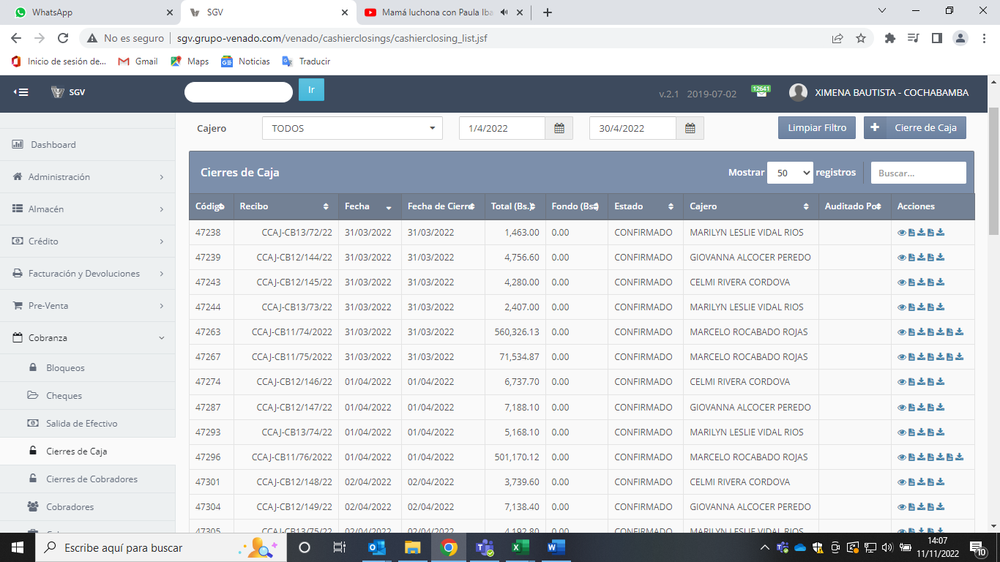 WhatsApp
SGV
Mamá luchona con Paula Iba
No es seguro
sgv.grupo-venado.com/venado/cashierclosings/cashierclosing_list.jsf
Inicio de sesión de...
Gmail
Maps
Noticias
Traducir
SGV
Ir
v.2.1 2019-07-02
12641
XIMENA BAUTISTA - COCHABAMBA
Cajero
TODOS
1/4/2022
30/4/2022
Limpiar Filtro
Cierre de Caja
Dashboard
Administración
Almacén
Crédito
Facturación y Devoluciones
Pre-Venta
Cobranza
Bloqueos
Cheques
Salida de Efectivo
Cierres de Caja
Cierres de Cobradores
Cobradores
Cierres de Caja
Mostrar 50 registros
Buscar...
Código Recibo Fecha Fecha de Cierre Total (Bs.) Fondo (Bs) Estado Cajero Auditado Por Acciones
47238 CCAJ-CB13/72/22 31/03/2022 31/03/2022 1,463.00 0.00 CONFIRMADO MARILYN LESLIE VIDAL RIOS
47239 CCAJ-CB12/144/22 31/03/2022 31/03/2022 4,756.60 0.00 CONFIRMADO GIOVANNA ALCOCER PEREDO
47243 CCAJ-CB12/145/22 31/03/2022 31/03/2022 4,280.00 0.00 CONFIRMADO CELMI RIVERA CORDOVA
47244 CCAJ-CB13/73/22 31/03/2022 31/03/2022 2,407.00 0.00 CONFIRMADO MARILYN LESLIE VIDAL RIOS
47263 CCAJ-CB11/74/2022 31/03/2022 31/03/2022 560,326.13 0.00 CONFIRMADO MARCELO ROCABADO ROJAS
47267 CCAJ-CB11/75/2022 31/03/2022 31/03/2022 71,534.87 0.00 CONFIRMADO MARCELO ROCABADO ROJAS
47274 CCAJ-CB12/146/22 01/04/2022 01/04/2022 6,737.70 0.00 CONFIRMADO CELMI RIVERA CORDOVA
47287 CCAJ-CB12/147/22 01/04/2022 01/04/2022 7,188.10 0.00 CONFIRMADO GIOVANNA ALCOCER PEREDO
47293 CCAJ-CB13/74/22 01/04/2022 01/04/2022 5,168.10 0.00 CONFIRMADO MARILYN LESLIE VIDAL RIOS
47296 CCAJ-CB11/76/2022 01/04/2022 01/04/2022 501,170.12 0.00 CONFIRMADO MARCELO ROCABADO ROJAS
47301 CCAJ-CB12/148/22 02/04/2022 02/04/2022 3,739.60 0.00 CONFIRMADO CELMI RIVERA CORDOVA
47304 CCAJ-CB12/149/22 02/04/2022 02/04/2022 7,138.40 0.00 CONFIRMADO GIOVANNA ALCOCER PEREDO
47305 CCAJ-CB13/75/22 02/04/2022 02/04/2022 4,192.80 0.00 CONFIRMADO MARILYN LESLIE VIDAL RIOS
Escribe aquí para buscar
14:07
11/11/2022
10